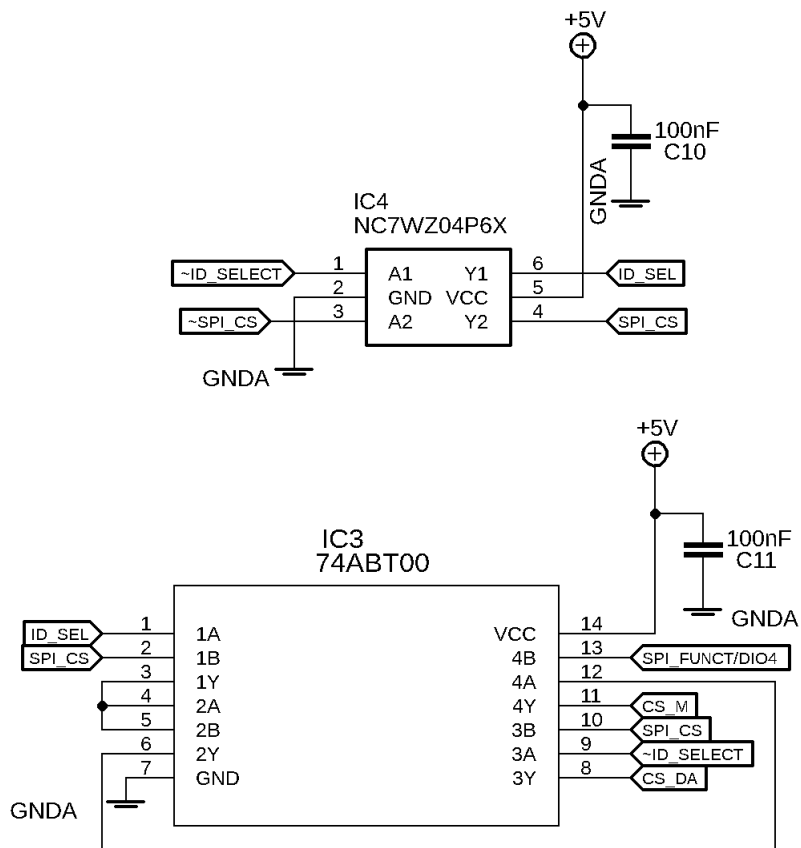 +5V
100nF
C10
GNDA
IC4
NC7WZ04P6X
~ID_SELECT 1 A1 Y1 6 ID_SEL
2 GND VCC 5
~SPI_CS 3 A2 Y2 4 SPI_CS
GNDA
+5V
100nF
C11
GNDA
IC3
74ABT00
ID_SEL 1 1A VCC 14
SPI_CS 2 1B 4B 13 SPI_FUNCT/DIO4
3 1Y 4A 12
4 2A 4Y 11 CS_M
5 2B 3B 10 SPI_CS
6 2Y 3A 9 ~ID_SELECT
7 GND 3Y 8 CS_DA
GNDA